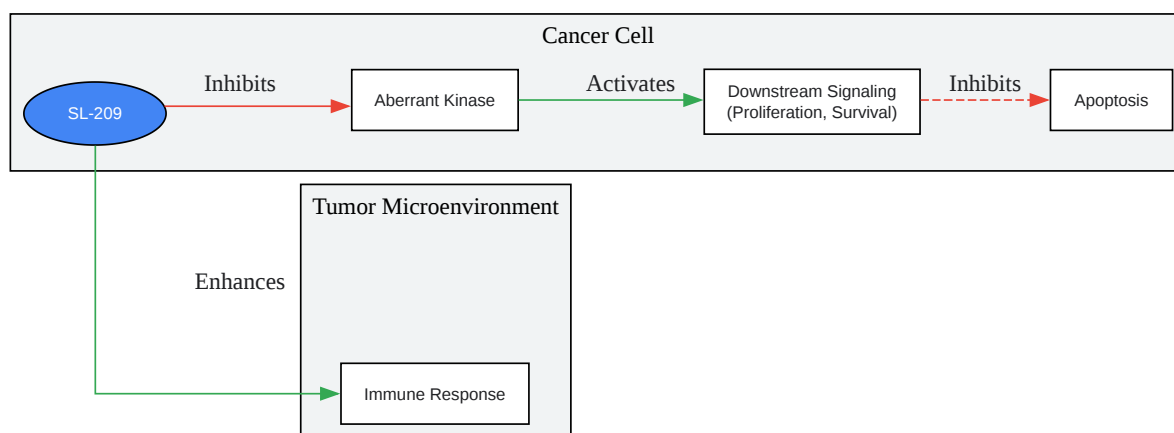 Cancer Cell
Inhibits
Activates
Inhibits
SL-209
Aberrant Kinase
Downstream Signaling
(Proliferation, Survival)
Apoptosis
Tumor Microenvironment
Enhances
Immune Response